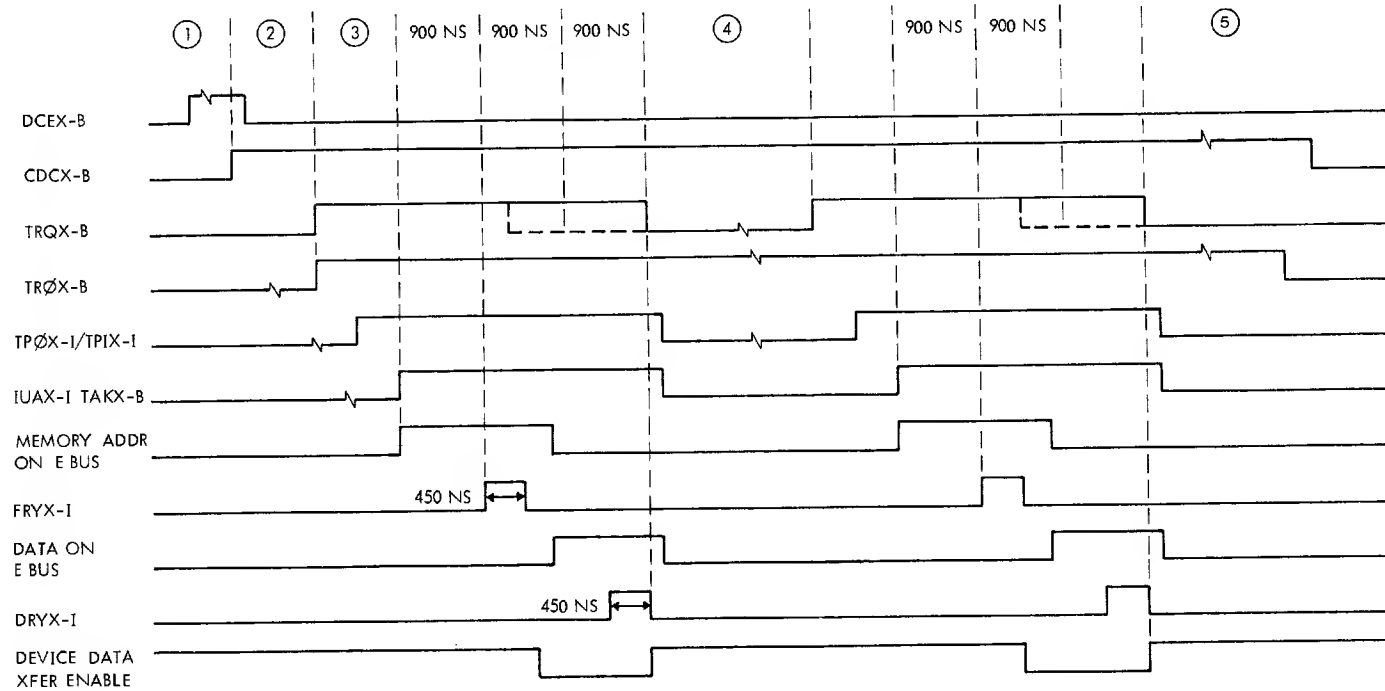 ① ② ③ 900 NS 900 NS 900 NS ④ 900 NS 900 NS ⑤
DCEX-B
CDCX-B
TRQX-B
TRØX-B
TPØX-I/TPIX-I
IUAX-I TAKX-B
MEMORY ADDR
ON E BUS
450 NS
FRYX-I
DATA ON
E BUS
450 NS
DRYX-I
DEVICE DATA
XFER ENABLE